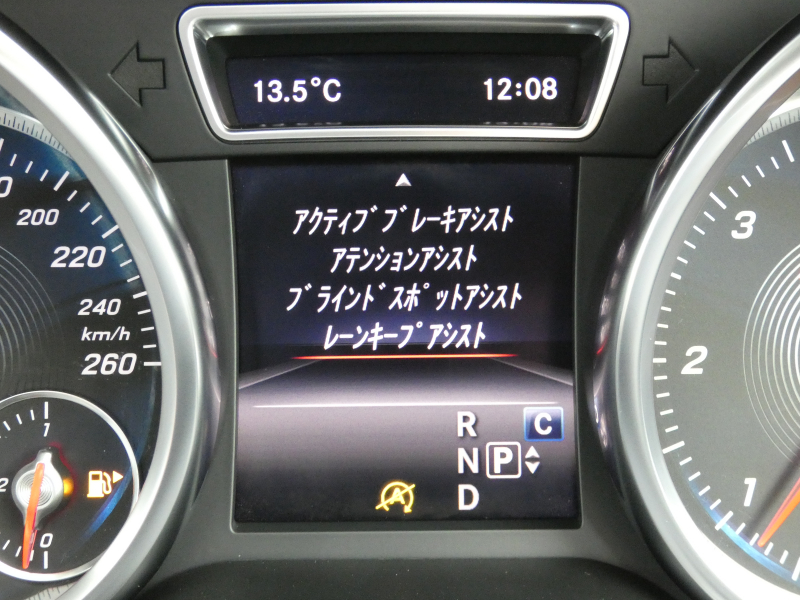 13.5°C 12:08
アクティブブレーキアシスト
アテンションアシスト
ブラインドスポットアシスト
レーンキープアシスト
R C
N P
D
A
200
220
240
km/h
260
1
2
0
3
2
1